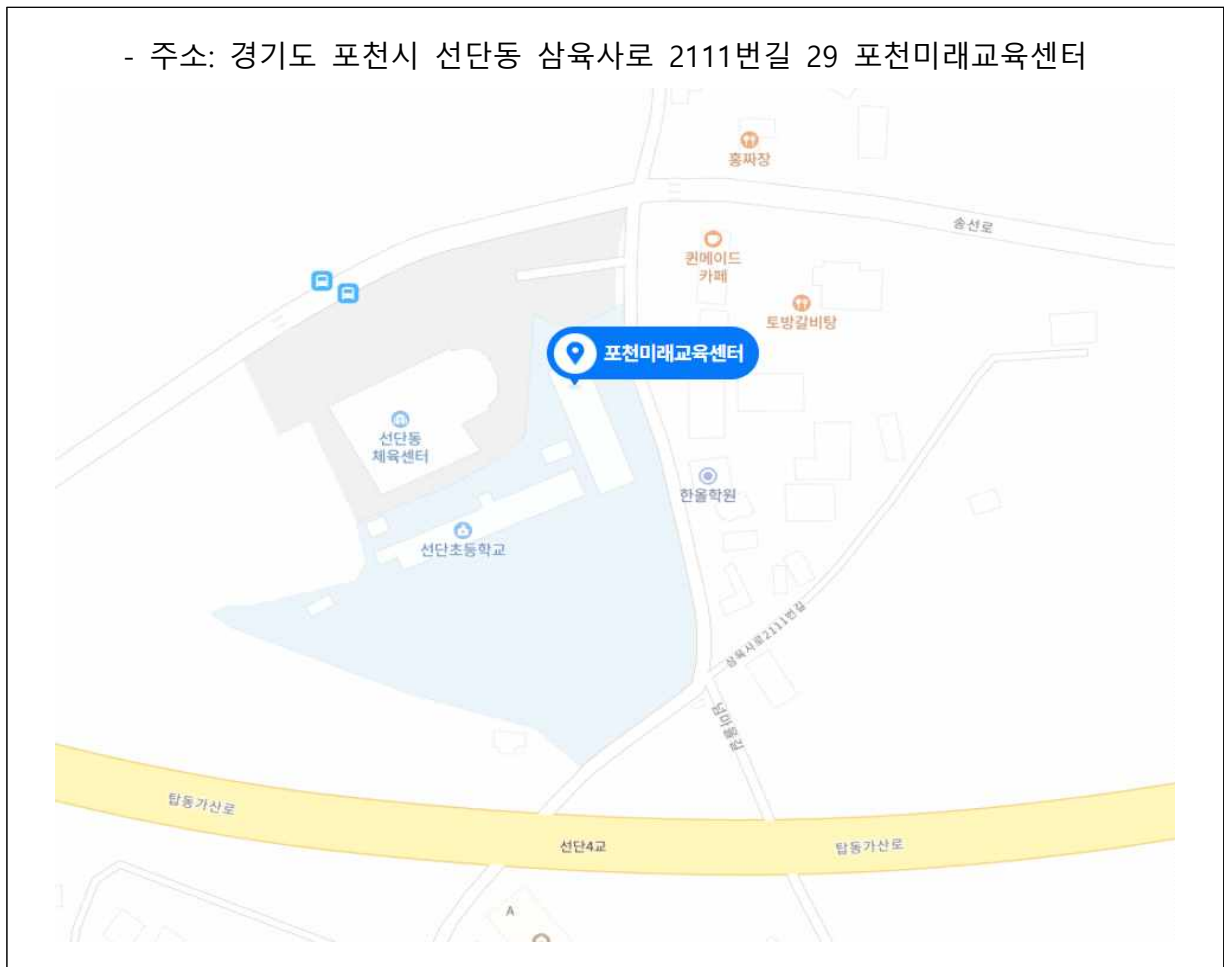 - 주소: 경기도 포천시 선단동 삼육사로 2111번길 29 포천미래교육센터
홍짜장
송선로
퀸메이드
카페
토방갈비탕
포천미래교육센터
선단동
체육센터
한올학원
선단초등학교
삼육사로2111번길
넘마을길
탑동가산로
선단4교
탑동가산로
A